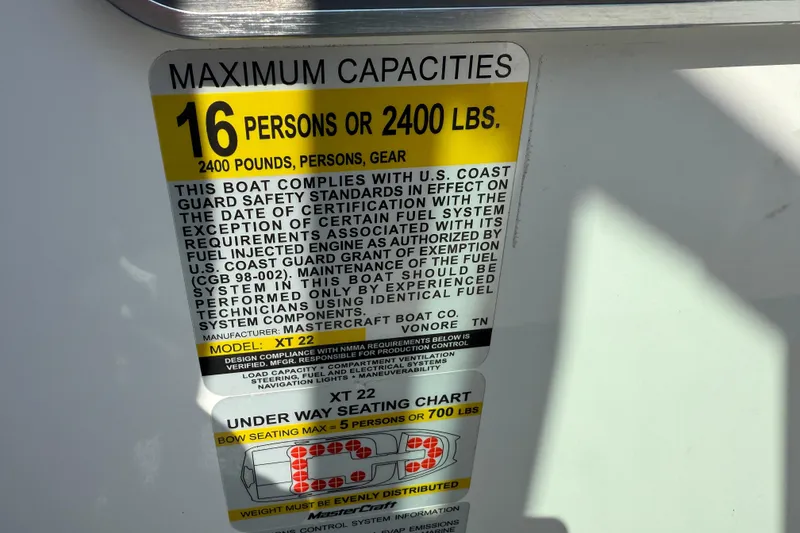 MAXIMUM CAPACITIES
16 PERSONS OR 2400 LBS.
2400 POUNDS, PERSONS, GEAR
THIS BOAT COMPLIES WITH U.S. COAST
GUARD SAFETY STANDARDS IN EFFECT ON
THE DATE OF CERTIFICATION WITH THE
EXCEPTION OF CERTAIN FUEL SYSTEM
REQUIREMENTS ASSOCIATED WITH ITS
FUEL INJECTED ENGINE AS AUTHORIZED BY
U.S. COAST GUARD GRANT OF EXEMPTION
(CGB 98-002). MAINTENANCE OF THE FUEL
SYSTEM IN THIS BOAT SHOULD BE
PERFORMED ONLY BY EXPERIENCED
TECHNICIANS USING IDENTICAL FUEL
SYSTEM COMPONENTS.
MANUFACTURER: MASTERCRAFT BOAT CO.
VONORE TN
MODEL: XT 22
DESIGN COMPLIANCE WITH NMMA REQUIREMENTS BELOW IS
VERIFIED. MFGR. RESPONSIBLE FOR PRODUCTION CONTROL
LOAD CAPACITY • COMPARTMENT VENTILATION
STEERING, FUEL AND ELECTRICAL SYSTEMS
NAVIGATION LIGHTS • MANEUVERABILITY
XT 22
UNDER WAY SEATING CHART
BOW SEATING MAX = 5 PERSONS OR 700 LBS
WEIGHT MUST BE EVENLY DISTRIBUTED
MasterCraft
CONTROL SYSTEM INFORMATION
EVAP EMISSIONS
MARINE